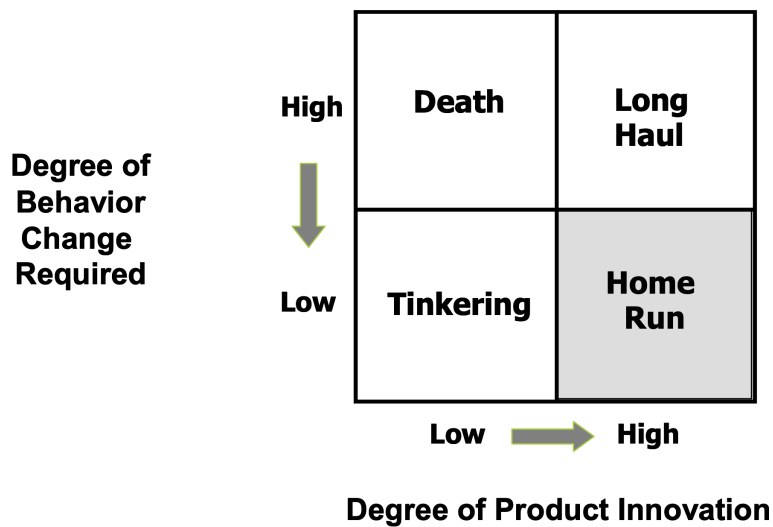 High
Death
Long
Haul
Degree of
Behavior
Change
Required
Low
Tinkering
Home
Run
Low
High
Degree of Product Innovation